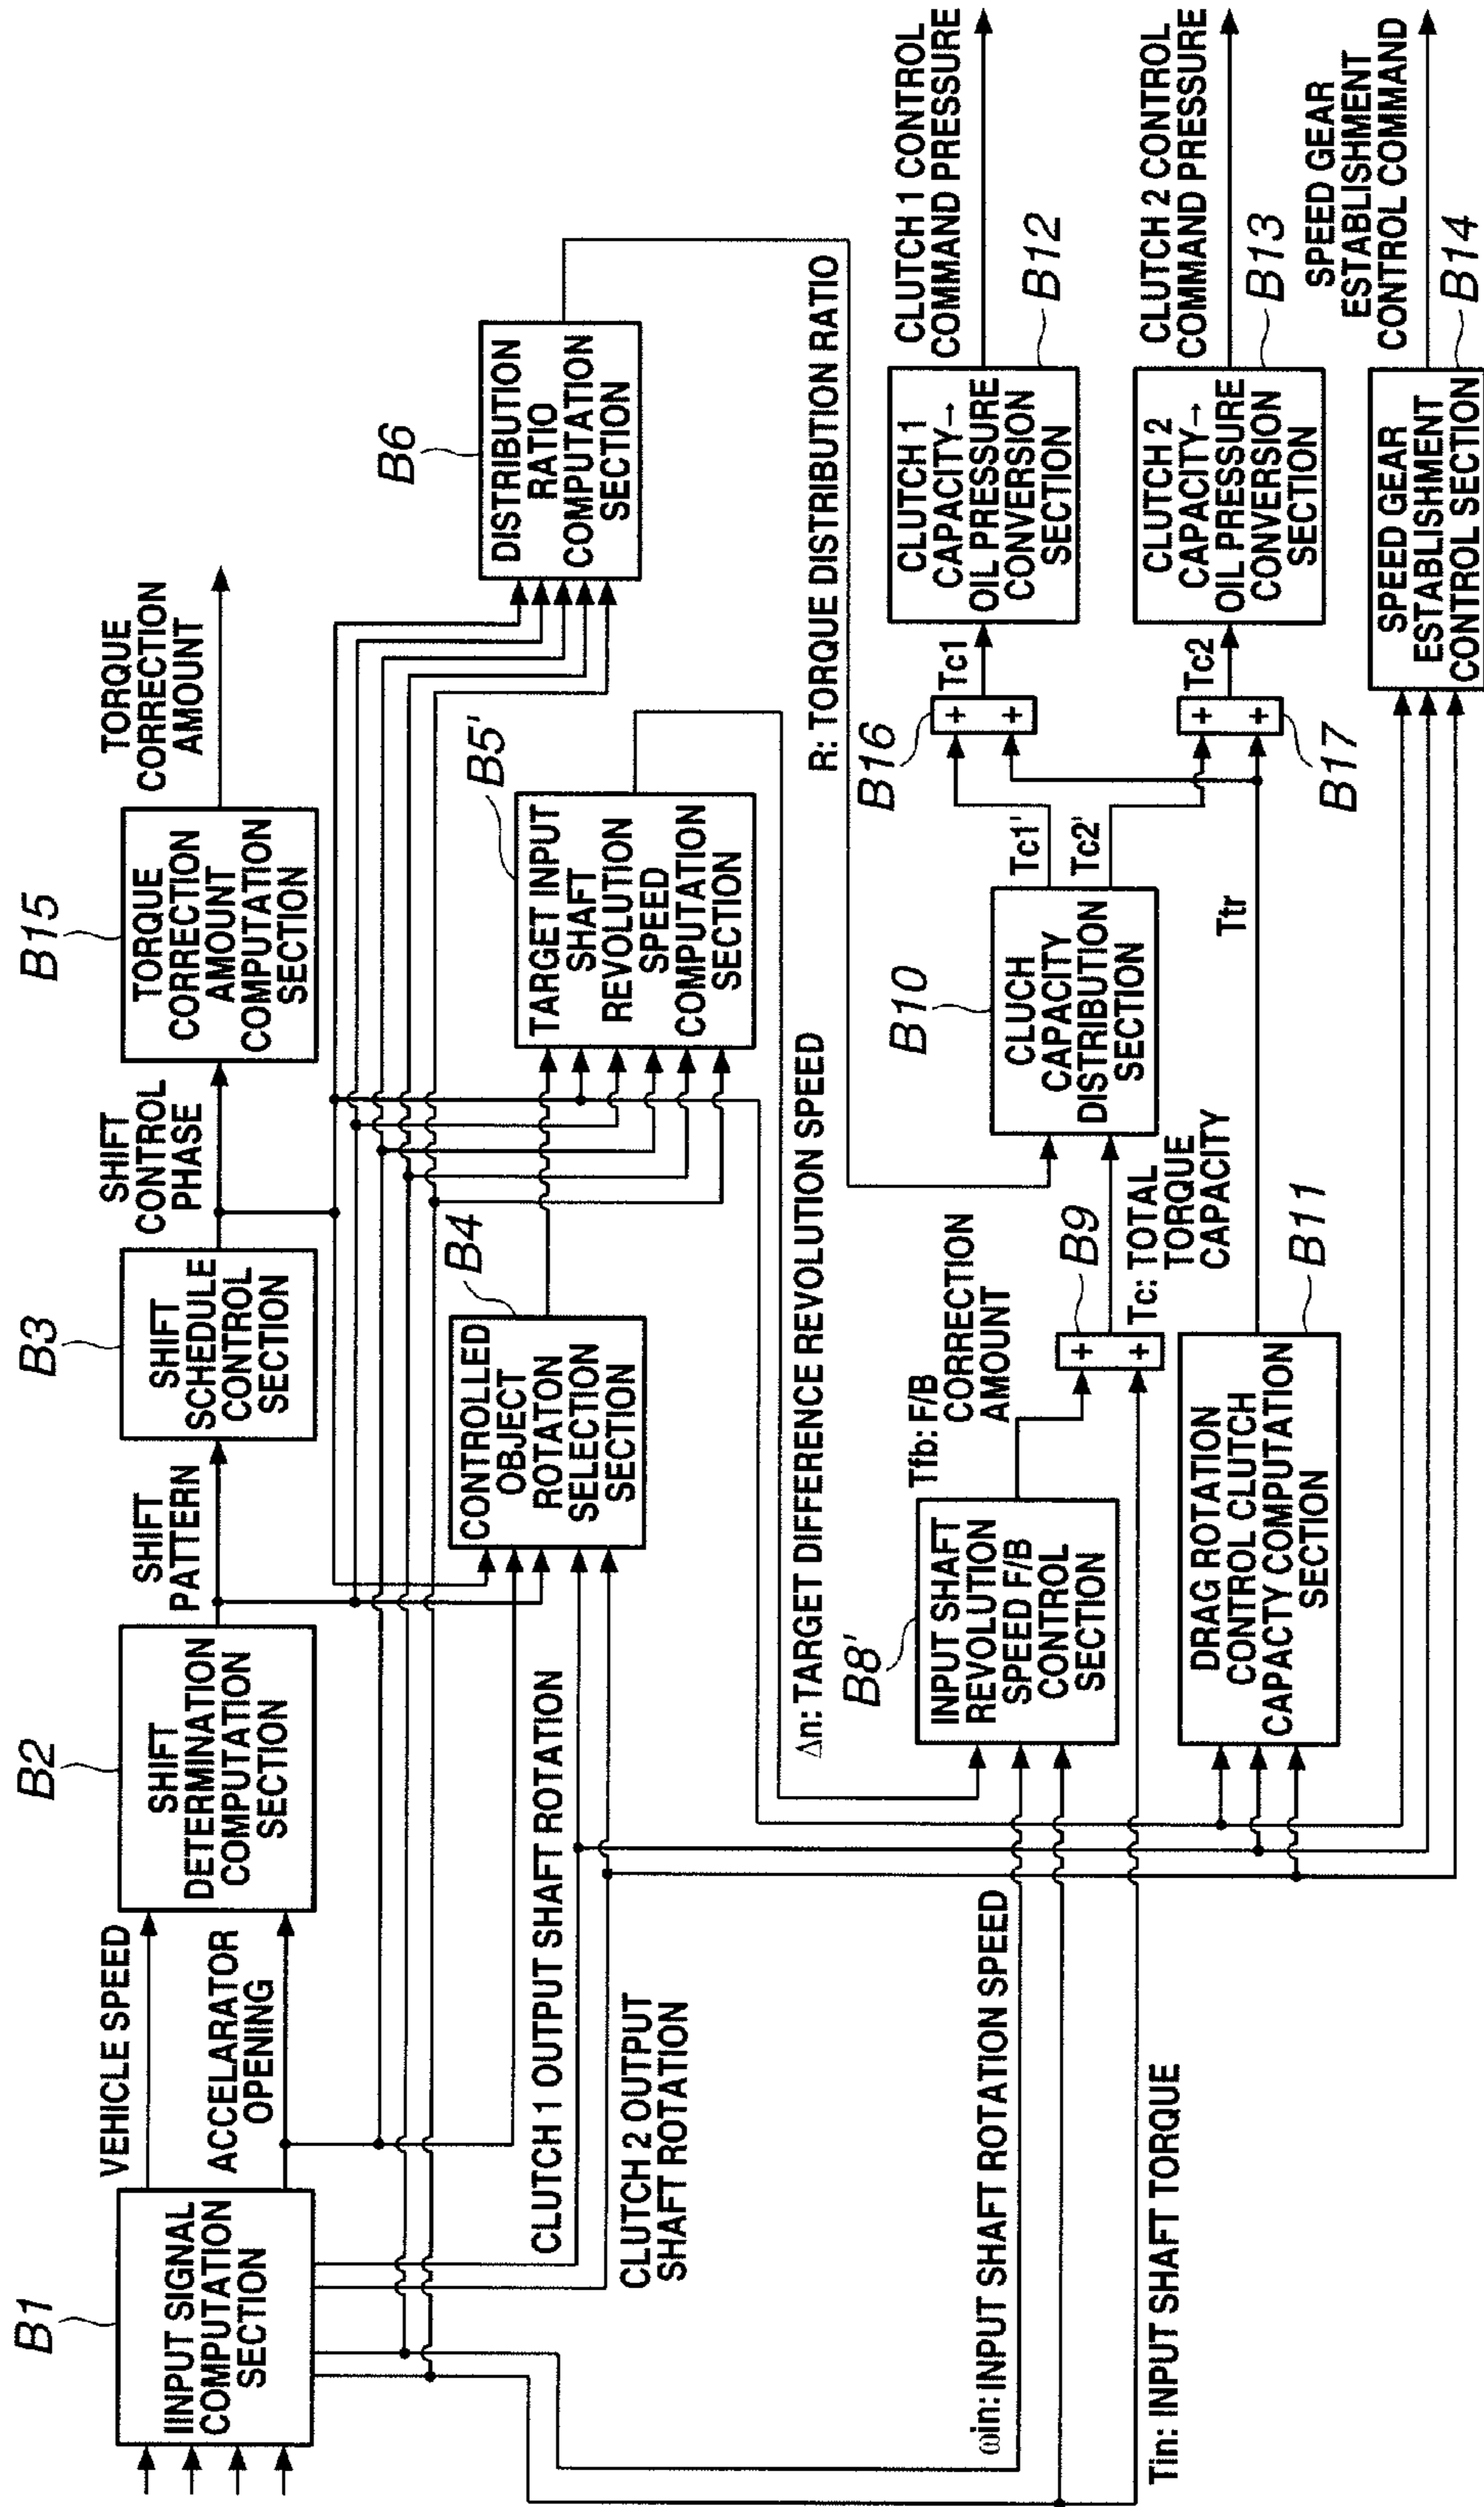 B1
IINPUT SIGNAL
COMPUTATION
SECTION
VEHICLE SPEED
ACCELARATOR
OPENING
B2
SHIFT
DETERMINATION
COMPUTATION
SECTION
SHIFT
PATTERN
B3
SHIFT
SCHEDULE
CONTROL
SECTION
SHIFT
CONTROL
PHASE
B15
TORQUE
CORRECTION
AMOUNT
COMPUTATION
SECTION
TORQUE
CORRECTION
AMOUNT
CLUTCH 1 OUTPUT SHAFT ROTATION
CLUTCH 2 OUTPUT
SHAFT ROTATION
B4
CONTROLLED
OBJECT
ROTATON
SELECTION
SECTION
B5'
TARGET INPUT
SHAFT
REVOLUTION
SPEED
COMPUTATION
SECTION
B6
DISTRIBUTION
RATIO
COMPUTATION
SECTION
Δn: TARGET DIFFERENCE REVOLUTION SPEED
R: TORQUE DISTRIBUTION RATIO
ωin: INPUT SHAFT ROTATION SPEED
Tin: INPUT SHAFT TORQUE
B8'
INPUT SHAFT
REVOLUTION
SPEED F/B
CONTROL
SECTION
Tfb: F/B
CORRECTION
AMOUNT
B9
+
+
Tc: TOTAL
TORQUE
CAPACITY
B10
CLUCH
CAPACITY
DISTRIBUTION
SECTION
Tc1'
Tc2'
B11
DRAG ROTATION
CONTROL CLUTCH
CAPACTY COMPUTATION
SECTION
Ttr
B16
+
+
Tc1
B17
+
+
Tc2
B12
CLUTCH 1
CAPACITY→
OIL PRESSURE
CONVERSION
SECTION
CLUTCH 1 CONTROL
COMMAND PRESSURE
B13
CLUTCH 2
CAPACITY→
OIL PRESSURE
CONVERSION
SECTION
CLUTCH 2 CONTROL
COMMAND PRESSURE
B14
SPEED GEAR
ESTABLISHMENT
CONTROL SECTION
SPEED GEAR
ESTABLISHMENT
CONTROL COMMAND